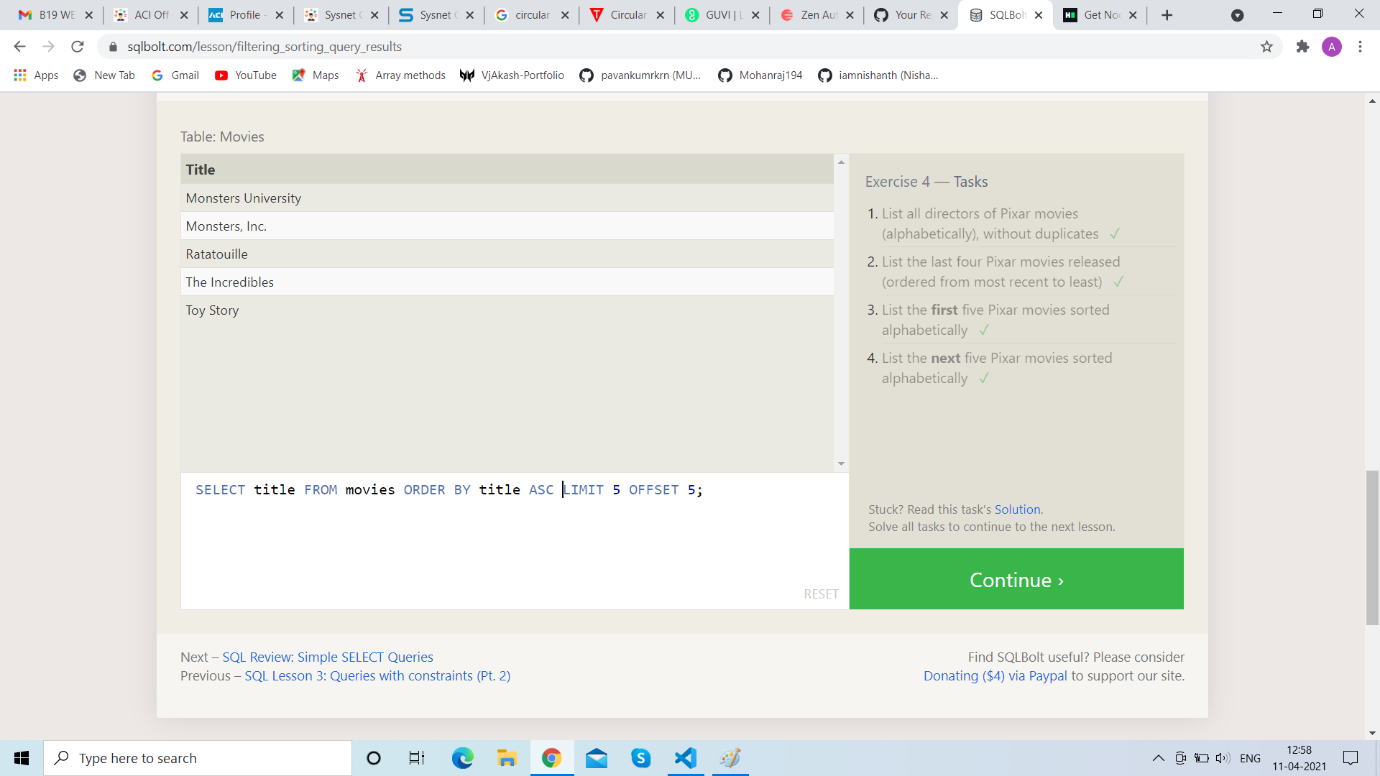 B19 WE
ACI Off
Profile -
Sysnet G
Sysnet G
circular
Circular
GUVI | L
Zen Aut
Your Re
SQLBolt
Get No
sqlbolt.com/lesson/filtering_sorting_query_results
A
Apps
New Tab
Gmail
YouTube
Maps
Array methods
VjAkash-Portfolio
pavankumrkrn (MU...
Mohanraj194
iamnishanth (Nisha...
Table: Movies
Title
Monsters University
Monsters, Inc.
Ratatouille
The Incredibles
Toy Story
SELECT title FROM movies ORDER BY title ASC LIMIT 5 OFFSET 5;
RESET
Exercise 4 — Tasks
1. List all directors of Pixar movies
(alphabetically), without duplicates ✓
2. List the last four Pixar movies released
(ordered from most recent to least) ✓
3. List the first five Pixar movies sorted
alphabetically ✓
4. List the next five Pixar movies sorted
alphabetically ✓
Stuck? Read this task's Solution.
Solve all tasks to continue to the next lesson.
Continue ›
Next – SQL Review: Simple SELECT Queries
Previous – SQL Lesson 3: Queries with constraints (Pt. 2)
Find SQLBolt useful? Please consider
Donating ($4) via Paypal to support our site.
Type here to search
ENG
12:58
11-04-2021